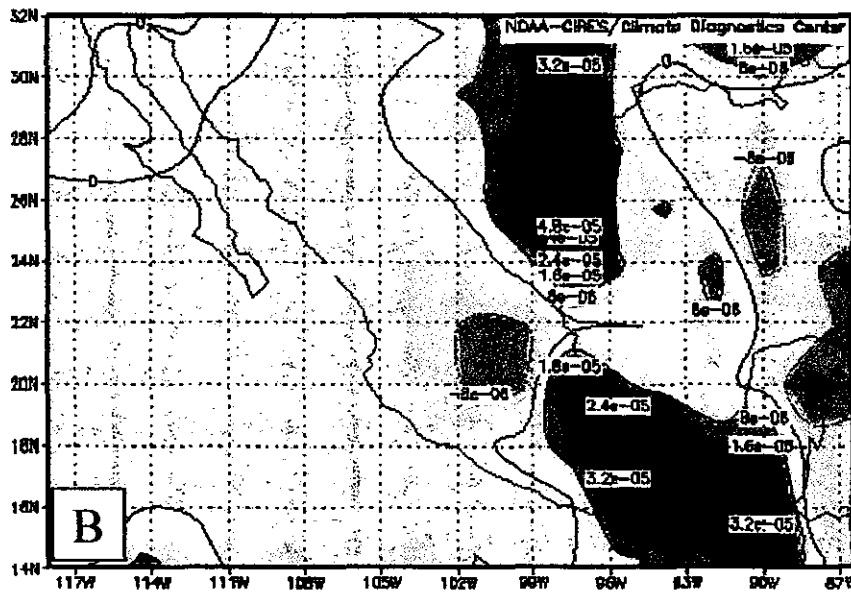 32N
NOAA-CIRES/Climate Diagnostics Center
0
1.6e-05
30N
3.2e-05
0
28N
-8e-06
0
26N
4.8e-05
24N
2.4e-05
1.6e-05
8e-06
8e-06
22N
1.6e-05
20N
-8e-06
2.4e-05
8e-06
18N
1.6e-05
3.2e-05
16N
3.2e-05
B
14N
117W 114W 111W 108W 105W 102W 99W 96W 93W 90W 87W